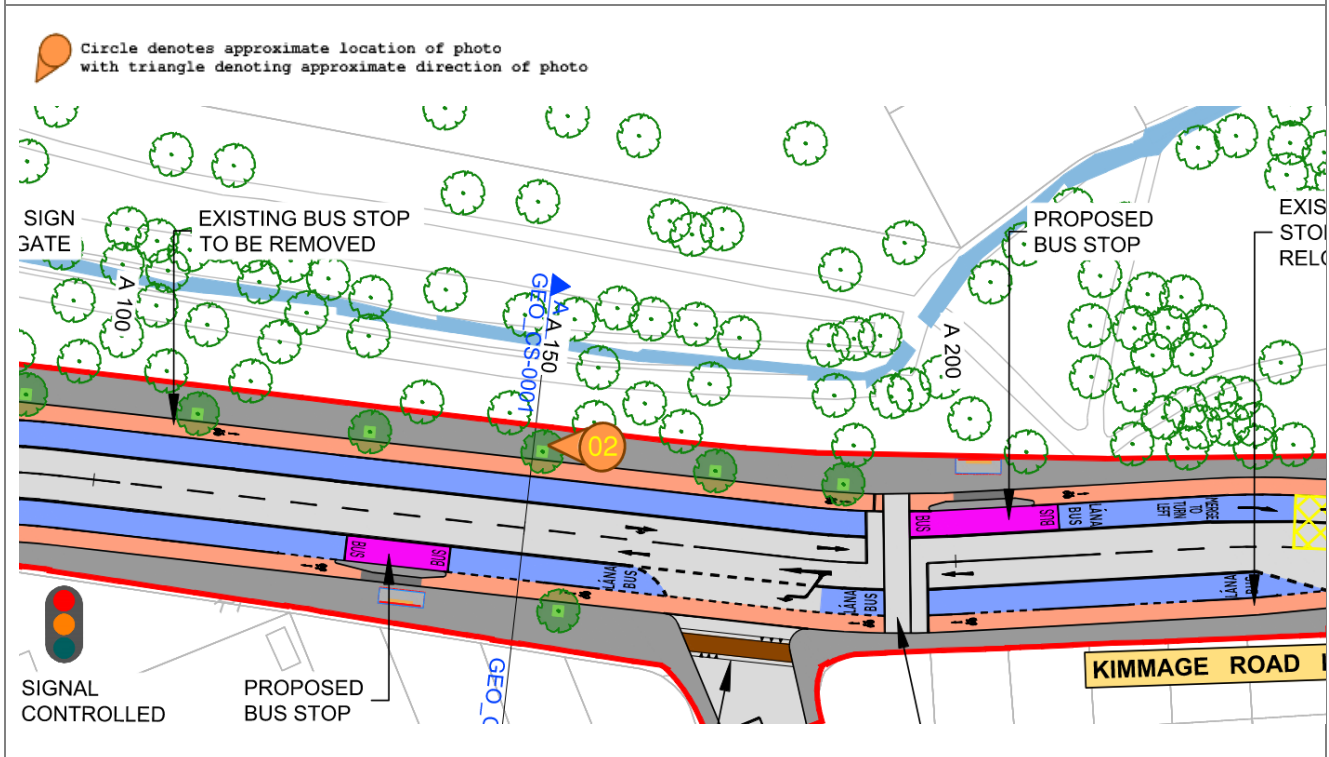 Circle denotes approximate location of photo
with triangle denoting approximate direction of photo
SIGN
GATE
EXISTING BUS STOP
TO BE REMOVED
PROPOSED
BUS STOP
A 100
A
A 150
GEO_CS-0001
A 200
02
BUS
BUS
LÁNA
BUS
MERGE
TO
TURN
LEFT
BUS
BUS
LÁNA
BUS
LÁNA
BUS
LÁNA
KIMMAGE ROAD
SIGNAL
CONTROLLED
PROPOSED
BUS STOP